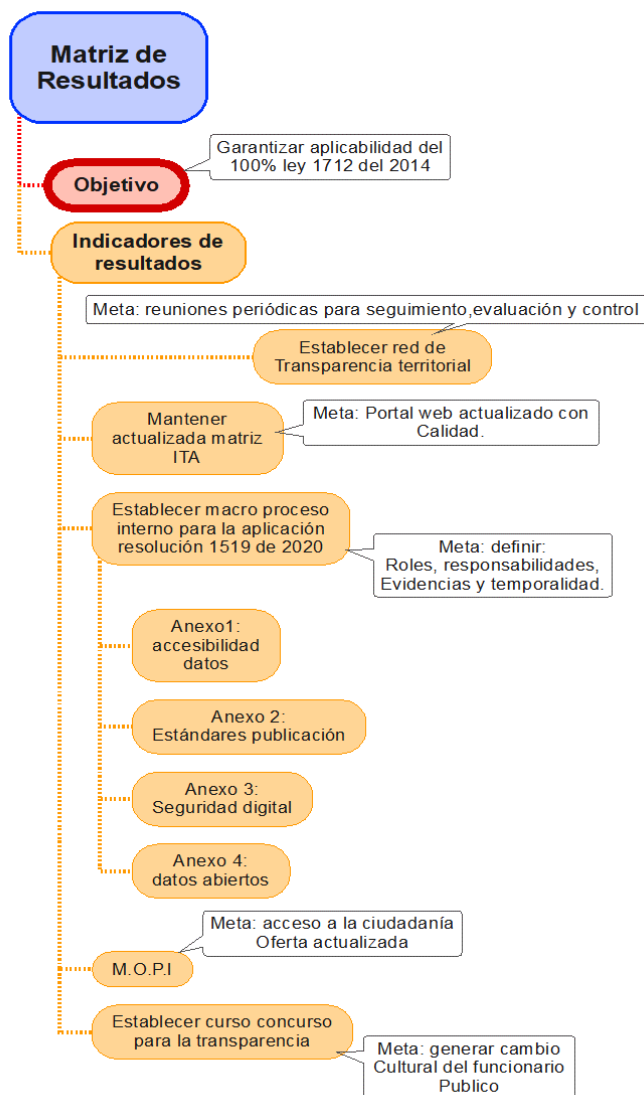 Matriz de
Resultados
Garantizar aplicabilidad del
100% ley 1712 del 2014
Objetivo
Indicadores de
resultados
Meta: reuniones periódicas para seguimiento,evaluación y control
Establecer red de
Transparencia territorial
Mantener
actualizada matriz
ITA
Meta: Portal web actualizado con
Calidad.
Establecer macro proceso
interno para la aplicación
resolución 1519 de 2020
Meta: definir:
Roles, responsabilidades,
Evidencias y temporalidad.
Anexo1:
accesibilidad
datos
Anexo 2:
Estándares publicación
Anexo 3:
Seguridad digital
Anexo 4:
datos abiertos
Meta: acceso a la ciudadanía
Oferta actualizada
M.O.P.I
Establecer curso concurso
para la transparencia
Meta: generar cambio
Cultural del funcionario
Publico